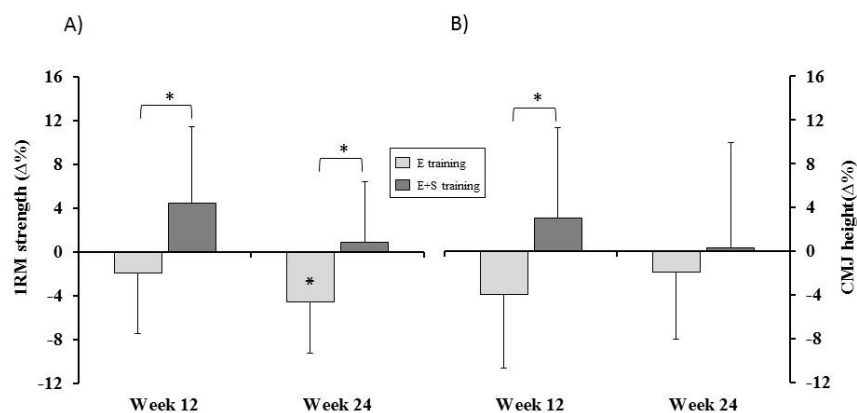 A)
B)
16
12
8
4
0
-4
-8
-12
1RM strength (Δ%)
*
*
*
Week 12
Week 24
E training
E+S training
*
Week 12
Week 24
16
12
8
4
0
-4
-8
-12
CMJ height(Δ%)